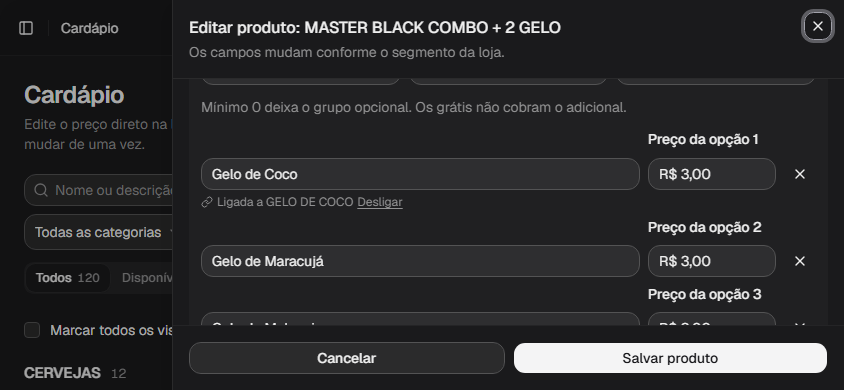 Cardápio
Editar produto: MASTER BLACK COMBO + 2 GELO
Os campos mudam conforme o segmento da loja.
Cardápio
Edite o preço direto na
mudar de uma vez.
Nome ou descrição
Todas as categorias
Todos 120
Disponív
Marcar todos os vis
CERVEJAS 12
Mínimo 0 deixa o grupo opcional. Os grátis não cobram o adicional.
Preço da opção 1
Gelo de Coco
R$ 3,00
Ligada a GELO DE COCO Desligar
Preço da opção 2
Gelo de Maracujá
R$ 3,00
Preço da opção 3
Cancelar
Salvar produto